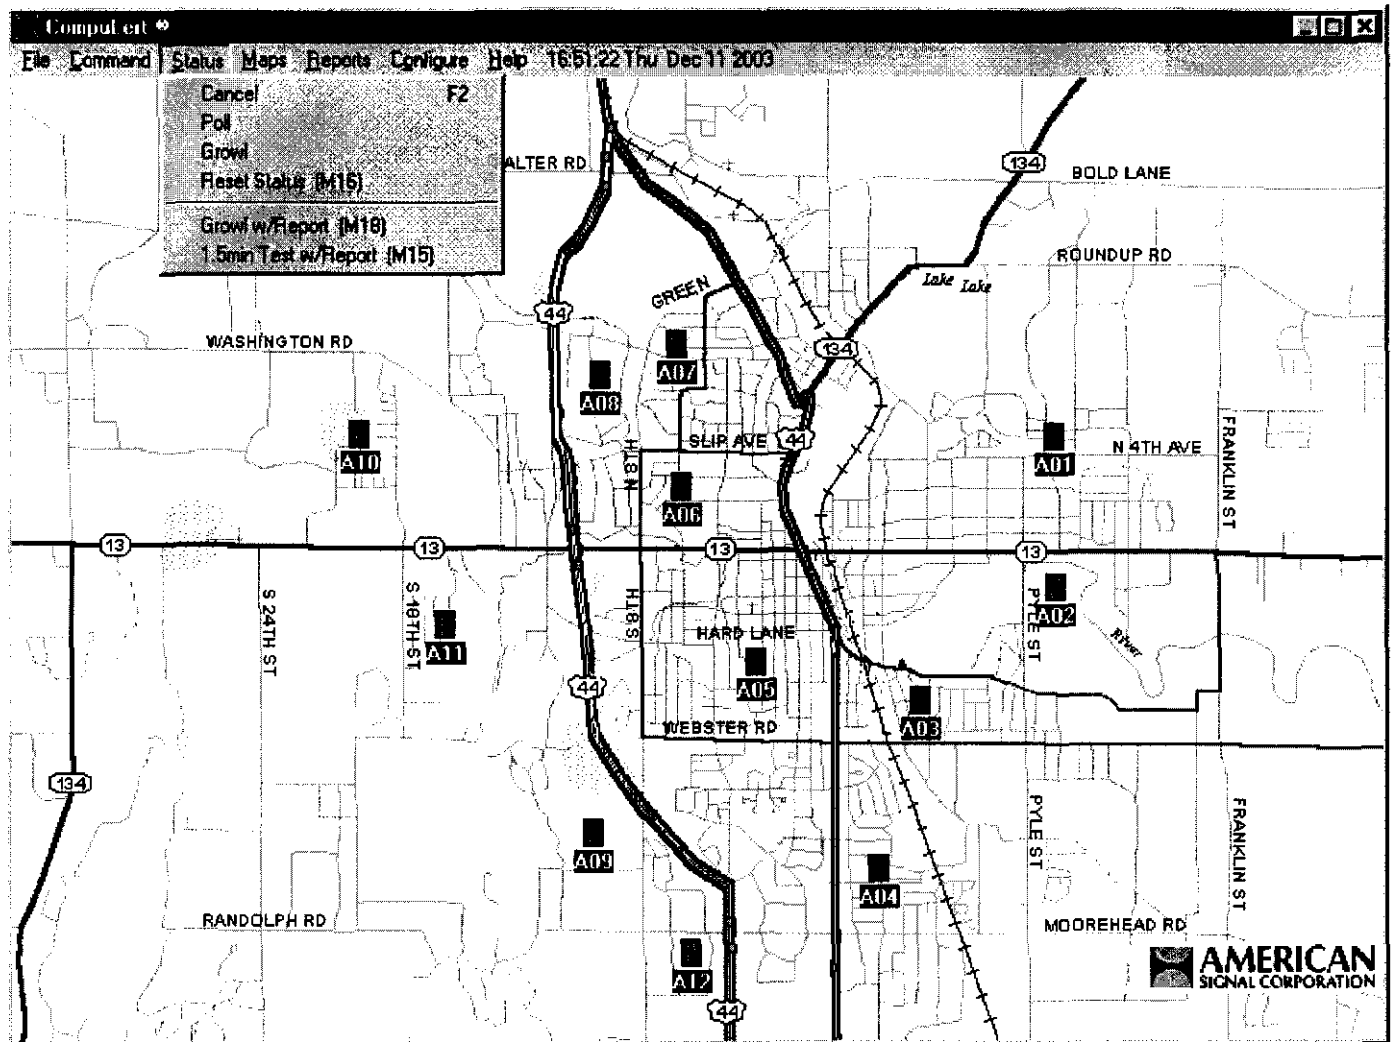 CompuLert ®
File Command Status Maps Reports Configure Help 16:51:22 Thu Dec 11 2003
Cancel F2
Poll
Growl
Reset Status (M16)
Growl w/Report (M18)
1.5min Test w/Report (M15)
ALTER RD
134
BOLD LANE
ROUNDUP RD
Lake Lake
GREEN
44
WASHINGTON RD
134
A07
A08
SLIP AVE
44
A10
N 8TH
A01
N 4TH AVE
FRANKLIN ST
A06
13
13
13
13
S 24TH ST
S 18TH ST
S 8TH
PYLE ST
A02
HARD LANE
River
A11
44
A05
A03
WEBSTER RD
134
PYLE ST
FRANKLIN ST
A09
A04
RANDOLPH RD
MOOREHEAD RD
A12
44
AMERICAN
SIGNAL CORPORATION